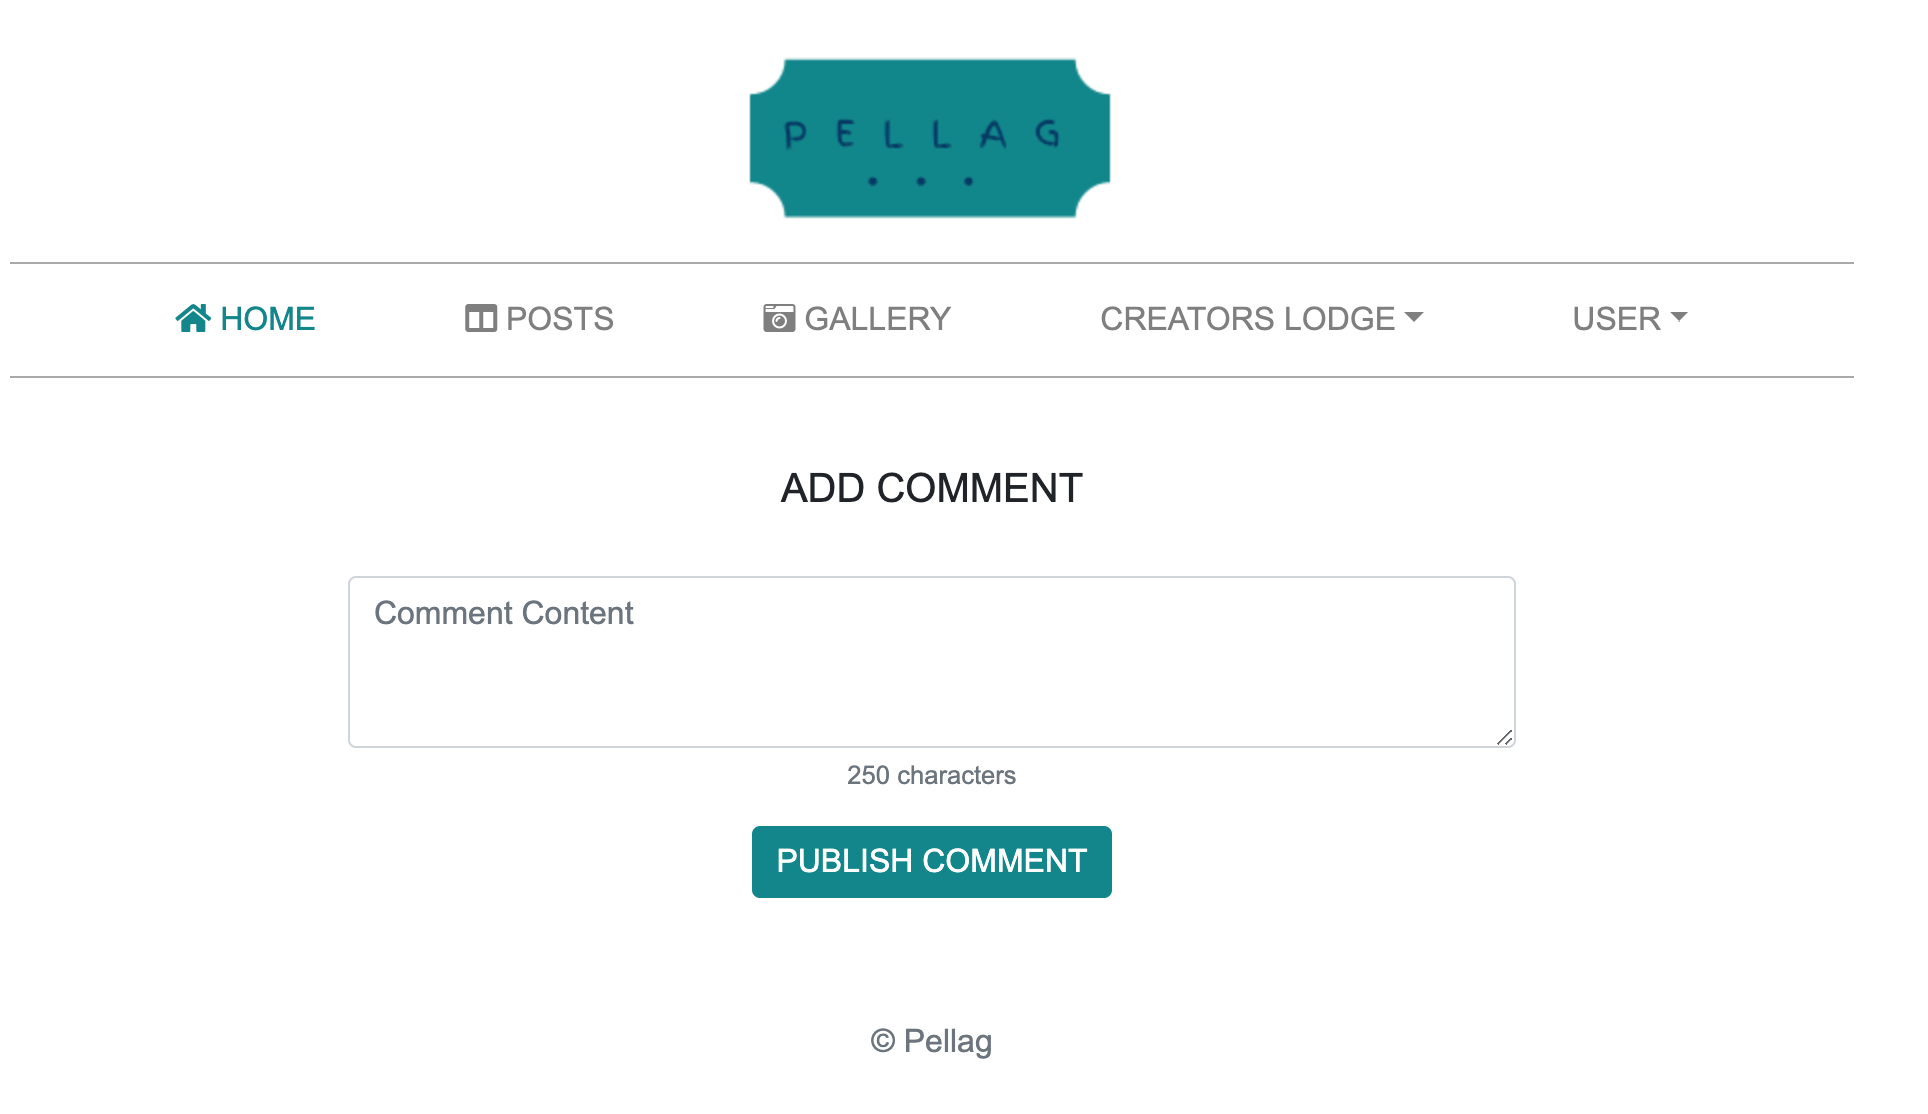 PELLAG
HOME POSTS GALLERY CREATORS LODGE USER
ADD COMMENT
Comment Content
250 characters
PUBLISH COMMENT
© Pellag